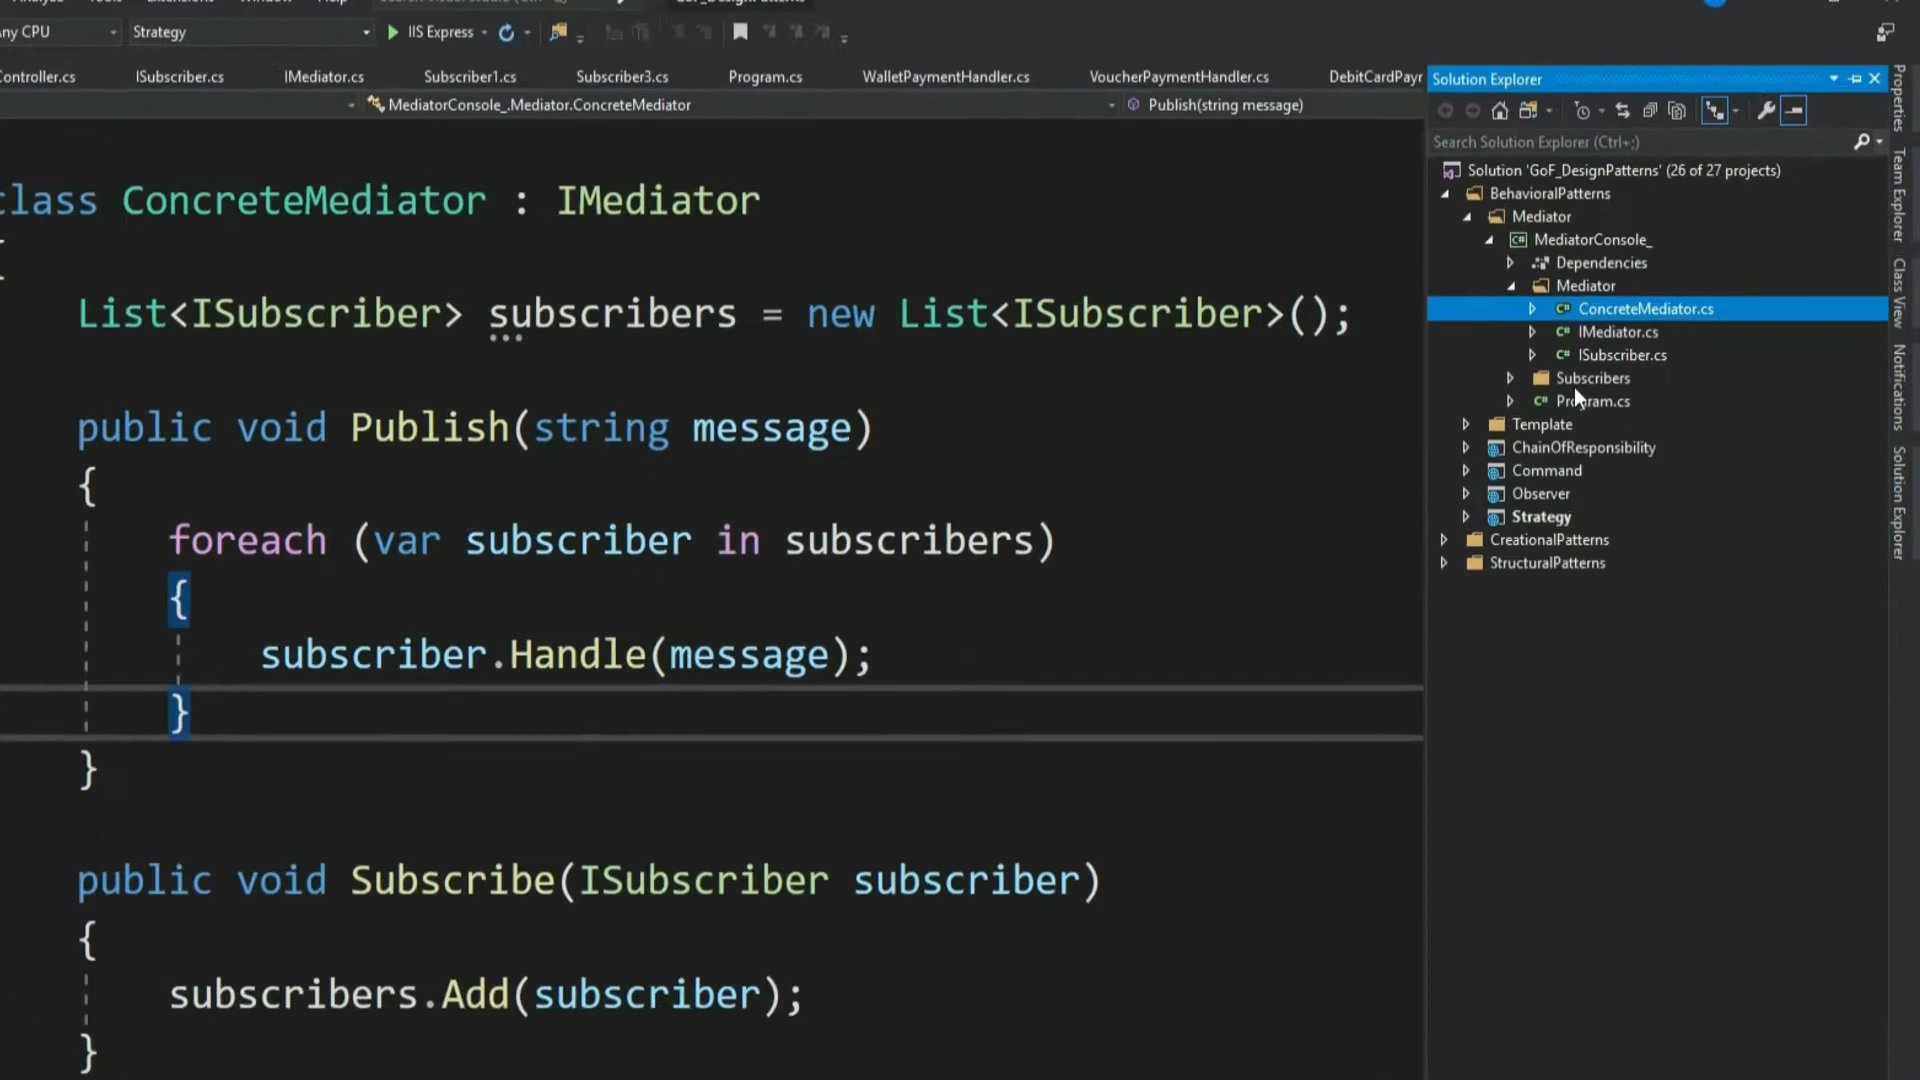 ny CPU Strategy IIS Express
ontroller.cs ISubscriber.cs IMediator.cs Subscriber1.cs Subscriber3.cs Program.cs WalletPaymentHandler.cs VoucherPaymentHandler.cs DebitCardPayr
MediatorConsole_.Mediator.ConcreteMediator Publish(string message)
class ConcreteMediator : IMediator
{
List<ISubscriber> subscribers = new List<ISubscriber>();
public void Publish(string message)
{
foreach (var subscriber in subscribers)
{
subscriber.Handle(message);
}
}
public void Subscribe(ISubscriber subscriber)
{
subscribers.Add(subscriber);
}
Solution Explorer
Search Solution Explorer (Ctrl+;)
Solution 'GoF_DesignPatterns' (26 of 27 projects)
BehavioralPatterns
Mediator
C# MediatorConsole_
Dependencies
Mediator
C# ConcreteMediator.cs
C# IMediator.cs
C# ISubscriber.cs
Subscribers
C# Program.cs
Template
ChainOfResponsibility
Command
Observer
Strategy
CreationalPatterns
StructuralPatterns
Properties
Team Explorer
Class View
Notifications
Solution Explorer